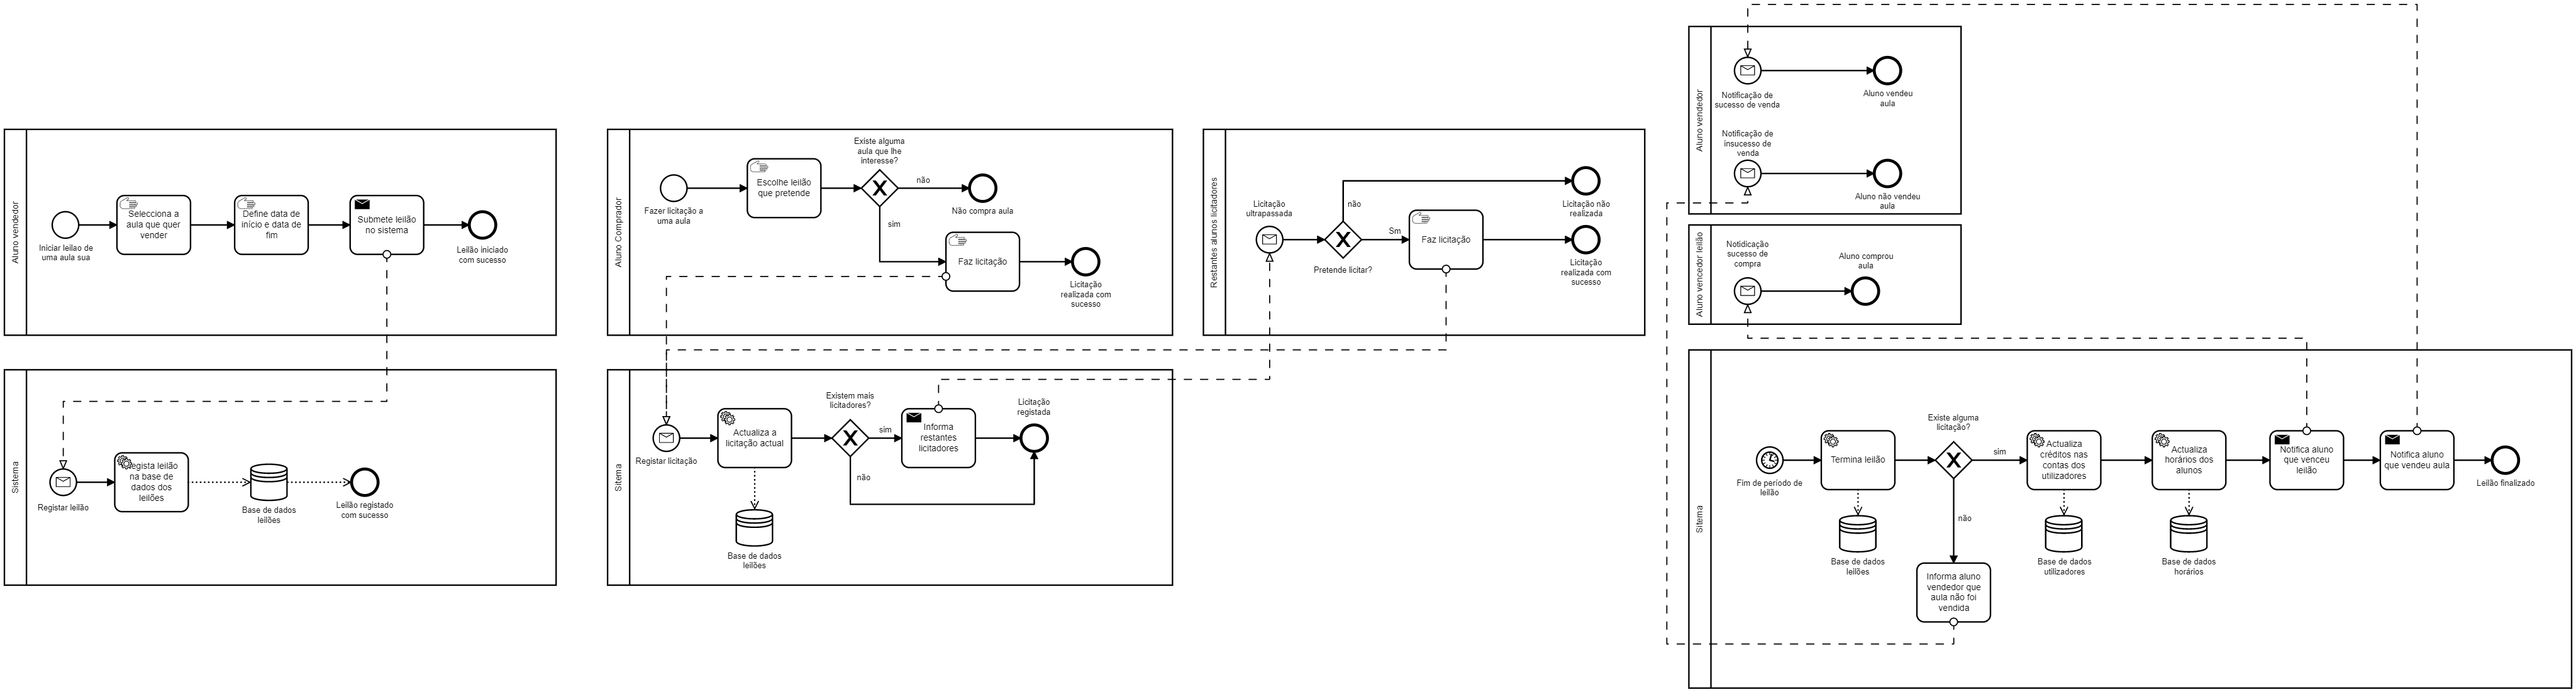 Aluno vendedor
Iniciar leilao de
uma aula sua
Selecciona a
aula que quer
vender
Define data de
início e data de
fim
Submete leilão
no sistema
Leilão iniciado
com sucesso
Sistema
Registar leilão
Regista leilão
na base de
dados dos
leilões
Base de dados
leilões
Leilão registado
com sucesso
Aluno Comprador
Fazer licitação a
uma aula
Escolhe leilão
que pretende
Existe alguma
aula que lhe
interesse?
não
Não compra aula
sim
Faz licitação
Licitação
realizada com
sucesso
Sitema
Registar licitação
Actualiza a
licitação actual
Base de dados
leilões
Existem mais
licitadores?
sim
não
Informa
restantes
licitadores
Licitação
registada
Restantes alunos licitadores
Licitação
ultrapassada
Pretende licitar?
não
Sm
Faz licitação
Licitação não
realizada
Licitação
realizada com
sucesso
Aluno vendedor
Notificação de
sucesso de venda
Aluno vendeu
aula
Notificação de
insucesso de
venda
Aluno não vendeu
aula
Aluno vencedor leilão
Notidicação
sucesso de
compra
Aluno comprou
aula
Sitema
Fim de período de
leilão
Termina leilão
Base de dados
leilões
Existe alguma
licitação?
sim
não
Informa aluno
vendedor que
aula não foi
vendida
Actualiza
créditos nas
contas dos
utilizadores
Base de dados
utilizadores
Actualiza
horários dos
alunos
Base de dados
horários
Notifica aluno
que venceu
leilão
Notifica aluno
que vendeu aula
Leilão finalizado